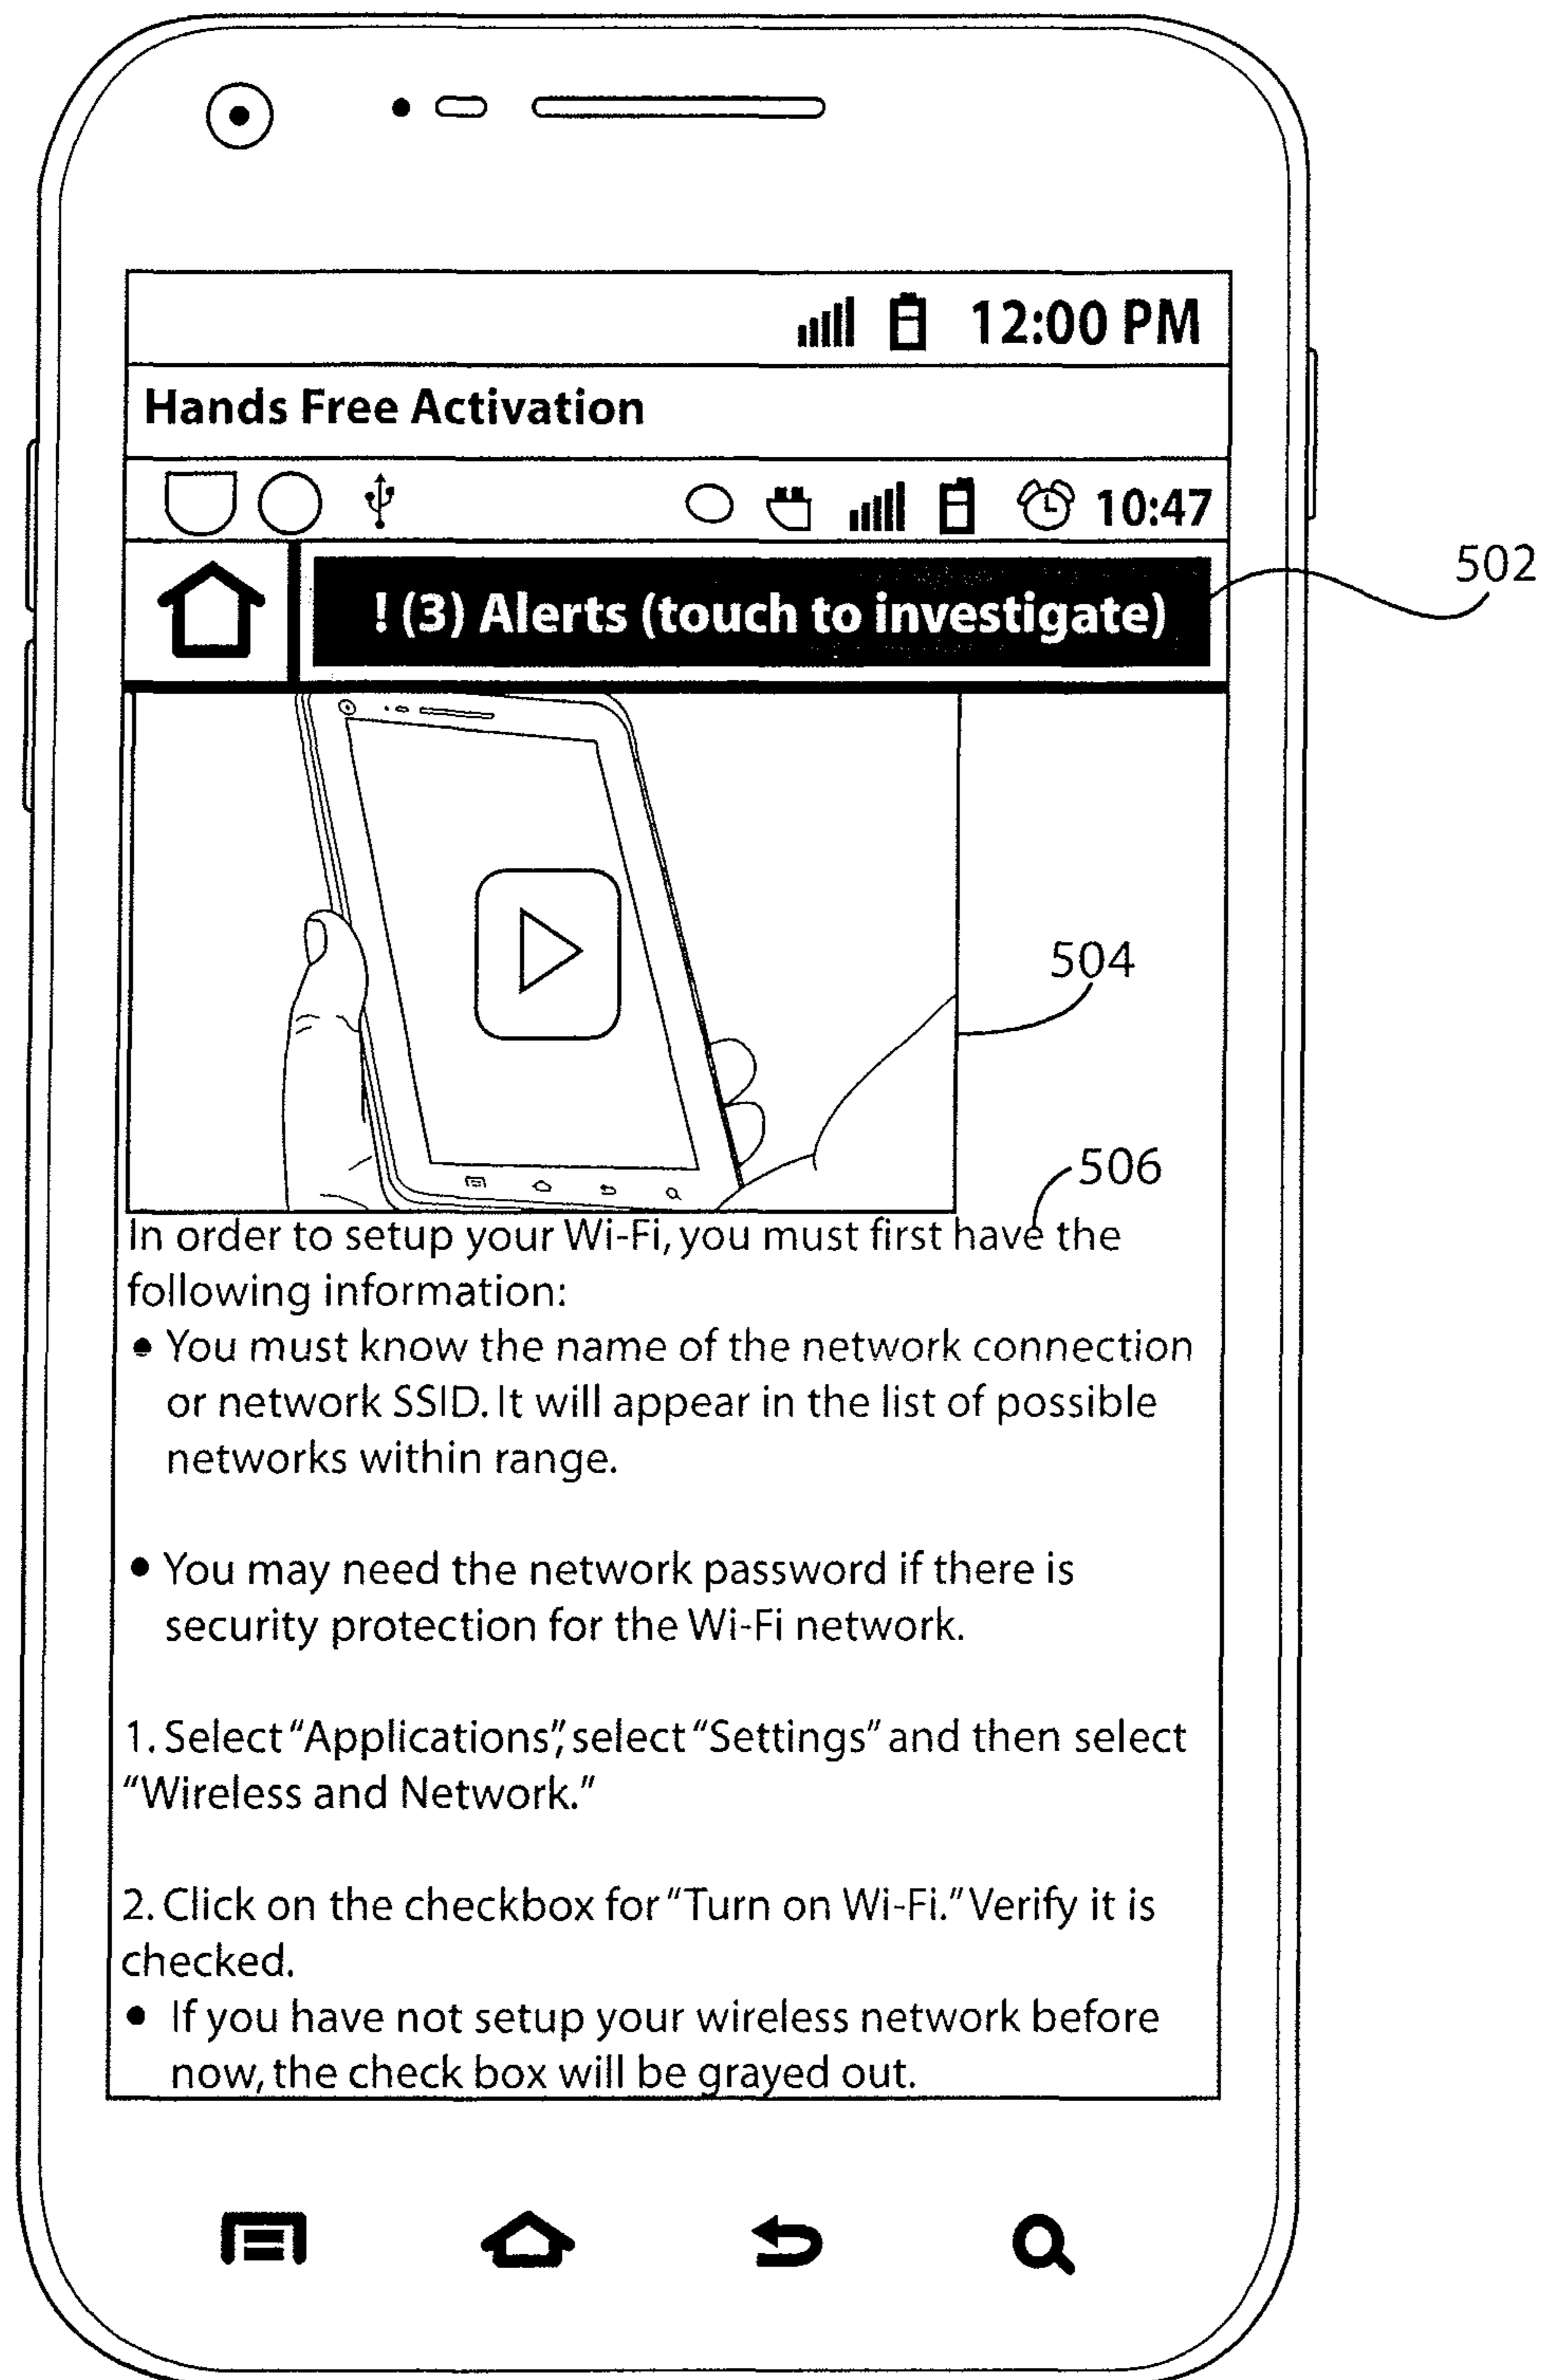 12:00 PM
Hands Free Activation
10:47
! (3) Alerts (touch to investigate)
502
504
506
In order to setup your Wi-Fi, you must first have the
following information:
• You must know the name of the network connection
or network SSID. It will appear in the list of possible
networks within range.
• You may need the network password if there is
security protection for the Wi-Fi network.
1. Select “Applications”, select “Settings” and then select
“Wireless and Network.”
2. Click on the checkbox for “Turn on Wi-Fi.” Verify it is
checked.
• If you have not setup your wireless network before
now, the check box will be grayed out.